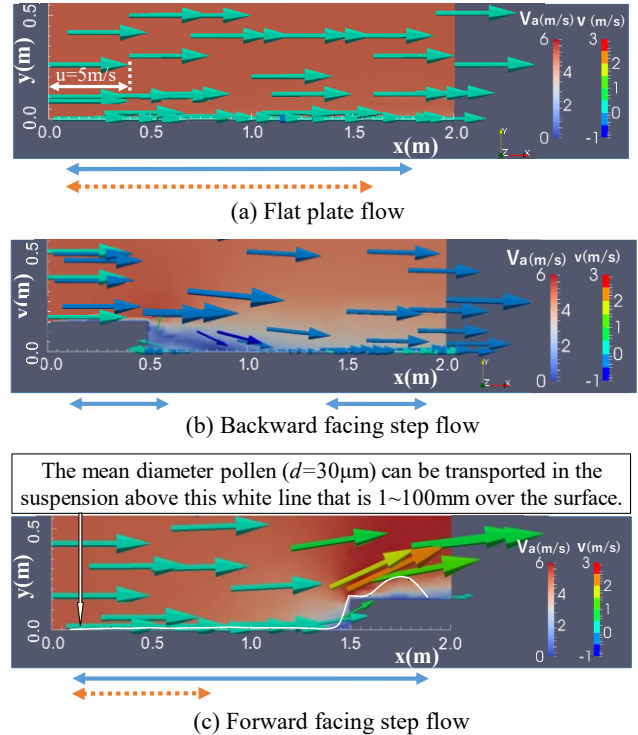 y(m)
0.5
0.0
u=5m/s
0.5
1.0
1.5
2.0
x(m)
Va(m/s)
6
4
2
0
v(m/s)
3
2
1
0
-1
Y
Z
X
(a) Flat plate flow
v(m)
0.5
0.0
0.0
0.5
1.0
1.5
2.0
x(m)
Va(m/s)
6
4
2
0
v(m/s)
3
2
1
0
-1
Y
Z
X
(b) Backward facing step flow
The mean diameter pollen (d=30μm) can be transported in the
suspension above this white line that is 1~100mm over the surface.
y(m)
0.5
0.0
0.0
0.5
1.0
1.5
2.0
x(m)
Va(m/s)
6
4
2
0
v(m/s)
3
2
1
0
-1
Y
Z
X
(c) Forward facing step flow